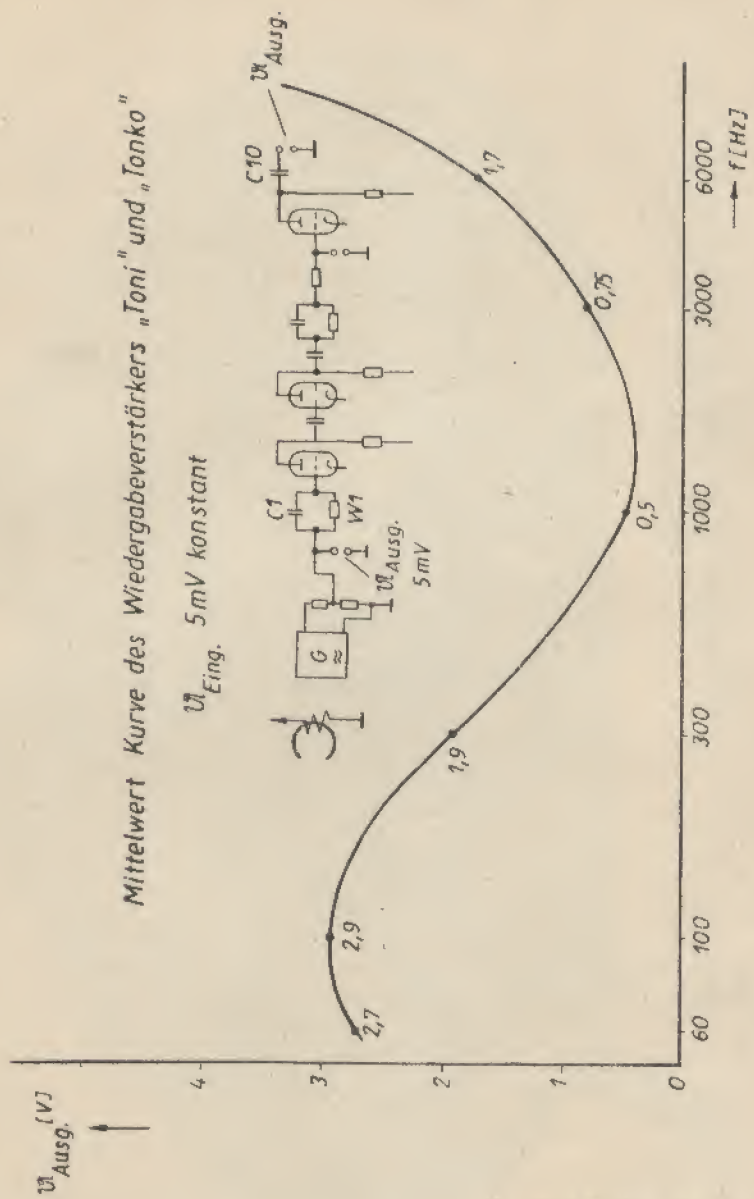 Mittelwert Kurve des Wiedergabeverstärkers „Toni" und „Tonko"
𝔘Eing. 5mV konstant
𝔘Ausg. [V]
4
3
2
1
0
2,7
2,9
1,9
0,5
0,75
1,7
G
≈
C1
W1
𝔘Ausg.
5mV
C10
𝔘Ausg.
60
100
300
1000
3000
6000
f [Hz]